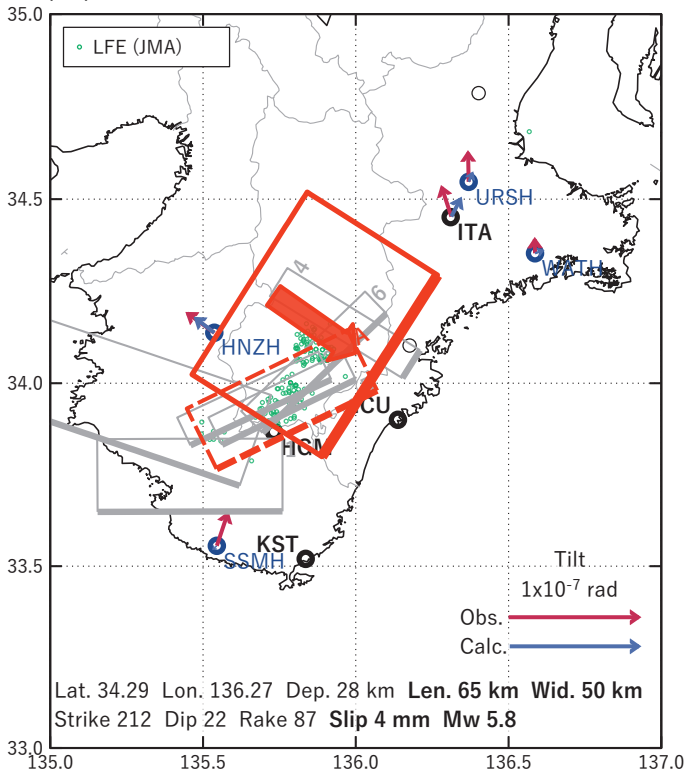 35.0
LFE (JMA)
34.5
URSH
ITA
WATH
4
6
HNZH
34.0
CU
HGM
KST
SSMH
33.5
Tilt
1x10-7 rad
Obs.
Calc.
Lat. 34.29 Lon. 136.27 Dep. 28 km Len. 65 km Wid. 50 km
Strike 212 Dip 22 Rake 87 Slip 4 mm Mw 5.8
33.0
135.0 135.5 136.0 136.5 137.0